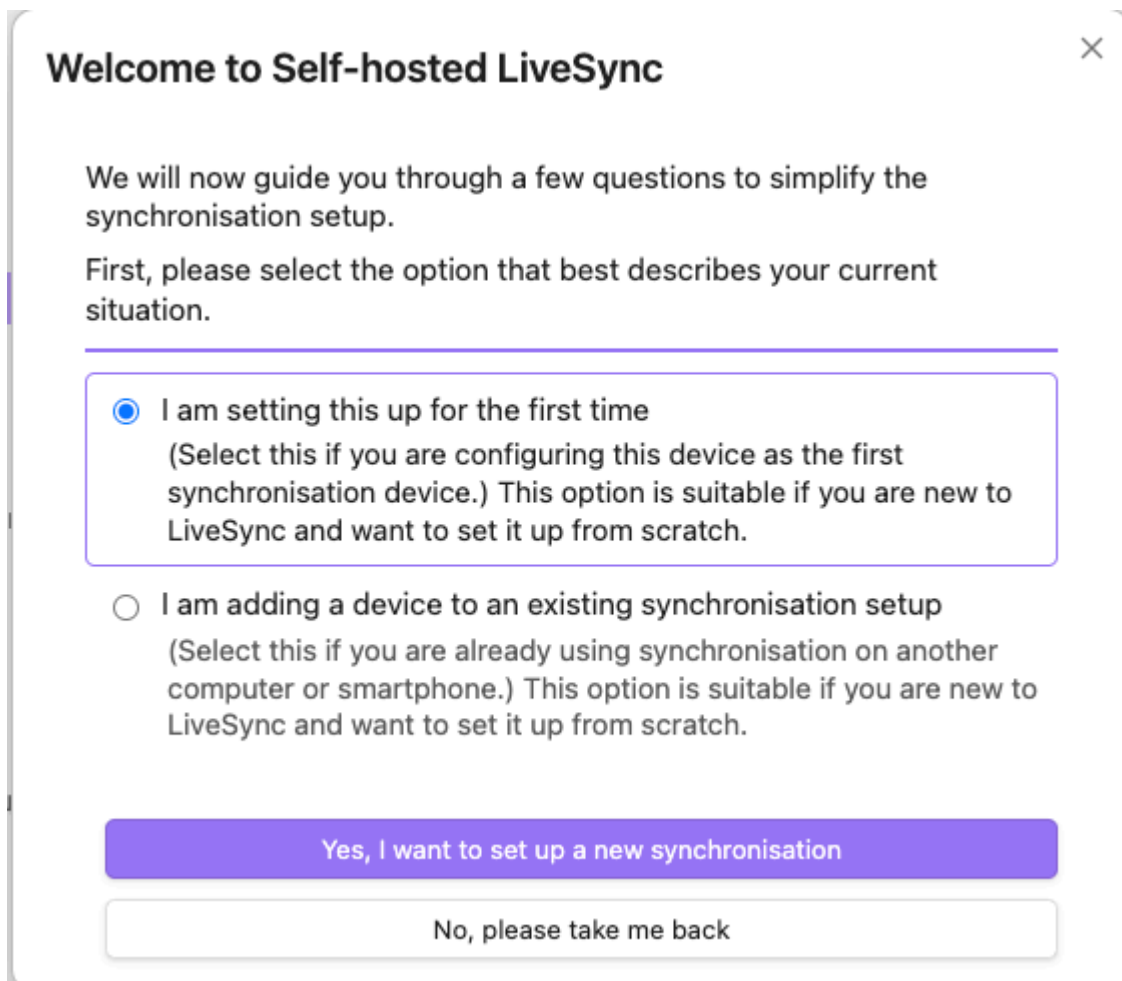 Welcome to Self-hosted LiveSync
We will now guide you through a few questions to simplify the
synchronisation setup.
First, please select the option that best describes your current
situation.
I am setting this up for the first time
(Select this if you are configuring this device as the first
synchronisation device.) This option is suitable if you are new to
LiveSync and want to set it up from scratch.
I am adding a device to an existing synchronisation setup
(Select this if you are already using synchronisation on another
computer or smartphone.) This option is suitable if you are new to
LiveSync and want to set it up from scratch.
Yes, I want to set up a new synchronisation
No, please take me back